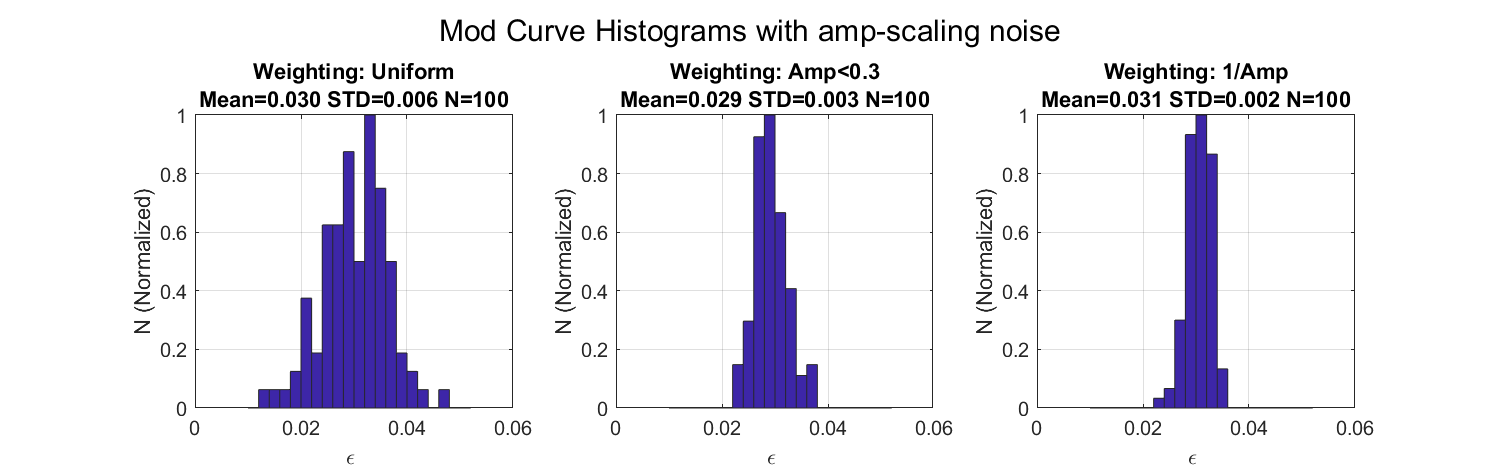 Mod Curve Histograms with amp-scaling noise
Weighting: Uniform
Mean=0.030 STD=0.006 N=100
N (Normalized)
1
0.8
0.6
0.4
0.2
0
0 0.02 0.04 0.06
ϵ
Weighting: Amp<0.3
Mean=0.029 STD=0.003 N=100
N (Normalized)
1
0.8
0.6
0.4
0.2
0
0 0.02 0.04 0.06
ϵ
Weighting: 1/Amp
Mean=0.031 STD=0.002 N=100
N (Normalized)
1
0.8
0.6
0.4
0.2
0
0 0.02 0.04 0.06
ϵ